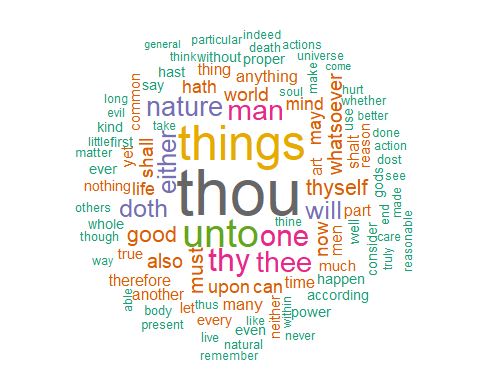 indeed
general
particular
death
actions
think
without
proper
universe
hast
thing
anything
soul
make
come
say
hath
world
mind
hurt
whether
common
long
nature
man
may
whatsoever
use
better
evil
take
things
art
shalt
reason
done
kind
either
action
little
first
yet
shall
dost
matter
ever
thou
thyself
gods
see
nothing
life
made
others
doth
thine
will
part
end
whole
good
unto
one
now
men
well
consider
care
though
truly
reasonable
true
also
must
thy
thee
much
way
therefore
happen
able
another
upon
can
time
according
body
let
thus
many
neither
within
power
present
every
like
even
live
natural
never
remember